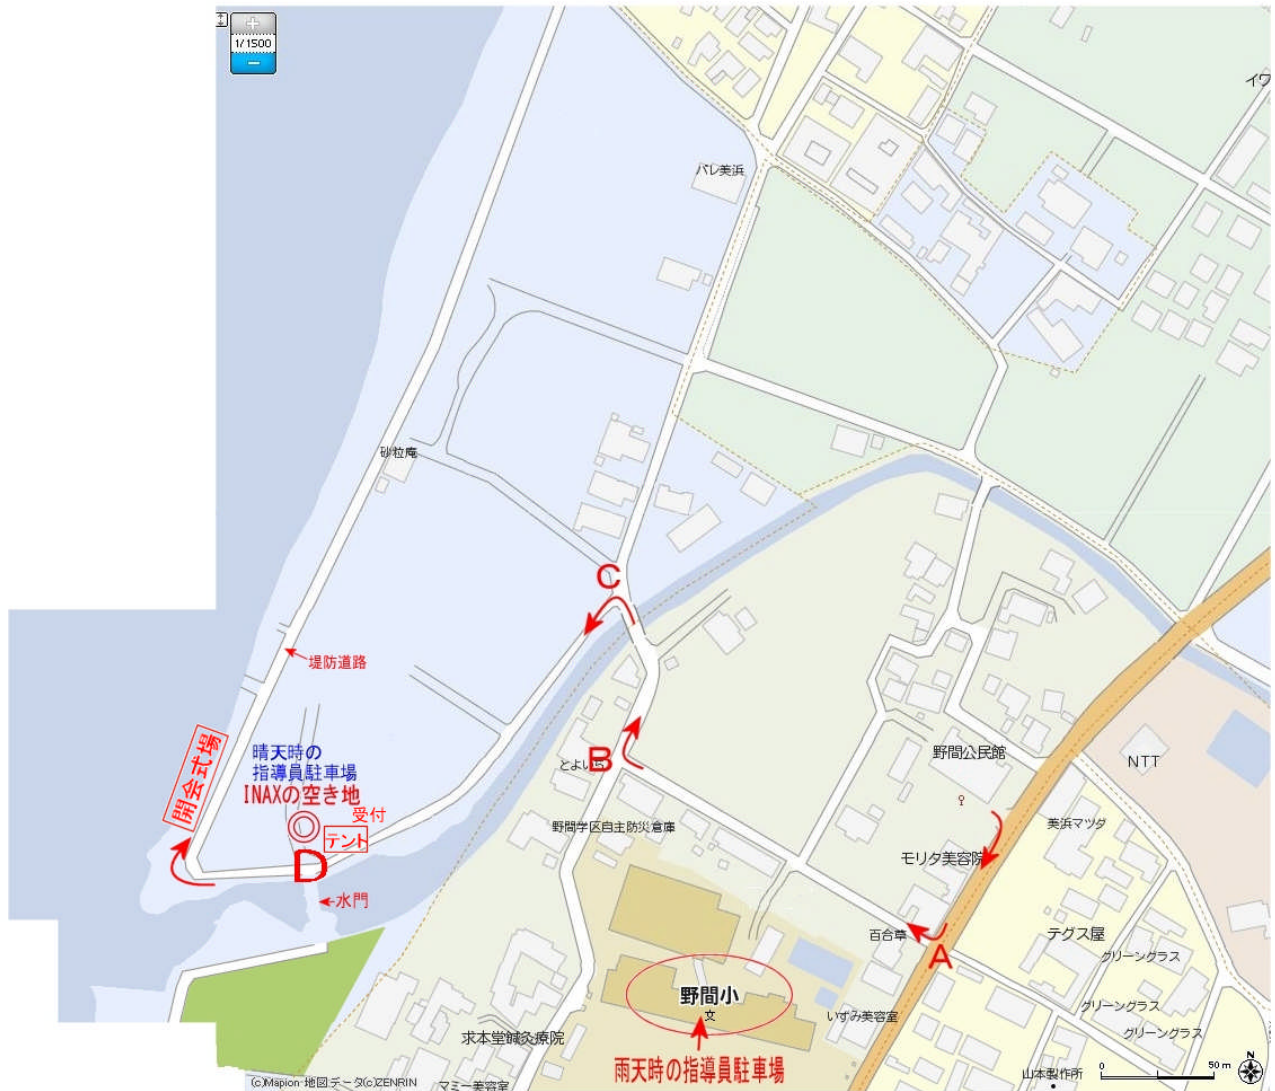 1/1500
イワ
パレ美浜
砂粒庵
C
堤防道路
開会式場
晴天時の
指導員駐車場
INAXの空き地
受付
テント
D
水門
B
野間学区自主防災倉庫
野間公民館
NTT
美浜マツダ
モリタ美容院
百合草
A
テグス屋
グリーングラス
グリーングラス
グリーングラス
野間小
文
いずみ美容室
雨天時の指導員駐車場
求本堂鍼灸療院
マミー美容室
山本製作所
0 50m
N
(c)Mapion 地図データ(c)ZENRIN